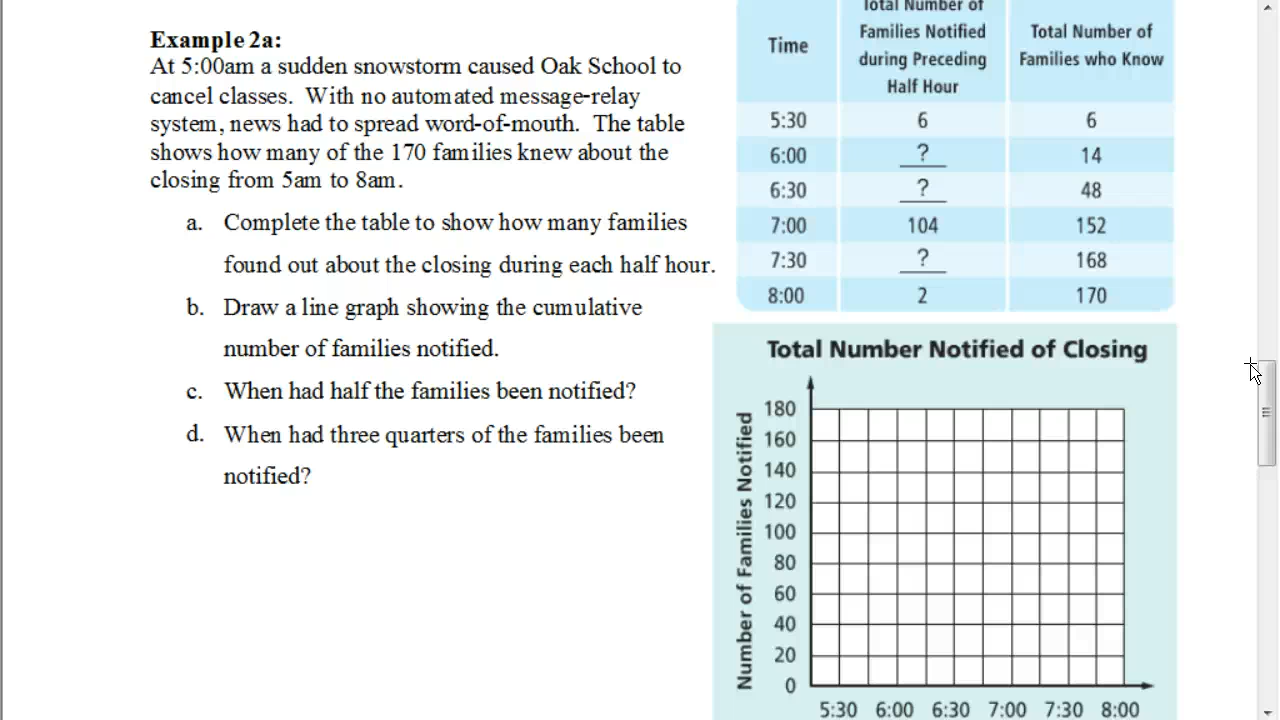 Example 2a:
At 5:00am a sudden snowstorm caused Oak School to
cancel classes.  With no automated message-relay
system, news had to spread word-of-mouth.  The table
shows how many of the 170 families knew about the
closing from 5am to 8am.
a. Complete the table to show how many families
found out about the closing during each half hour.
b. Draw a line graph showing the cumulative
number of families notified.
c. When had half the families been notified?
d. When had three quarters of the families been
notified?
Time
Total Number of
Families Notified
during Preceding
Half Hour
Total Number of
Families who Know
5:30 6 6
6:00 ? 14
6:30 ? 48
7:00 104 152
7:30 ? 168
8:00 2 170
Total Number Notified of Closing
Number of Families Notified
180
160
140
120
100
80
60
40
20
0
5:30 6:00 6:30 7:00 7:30 8:00